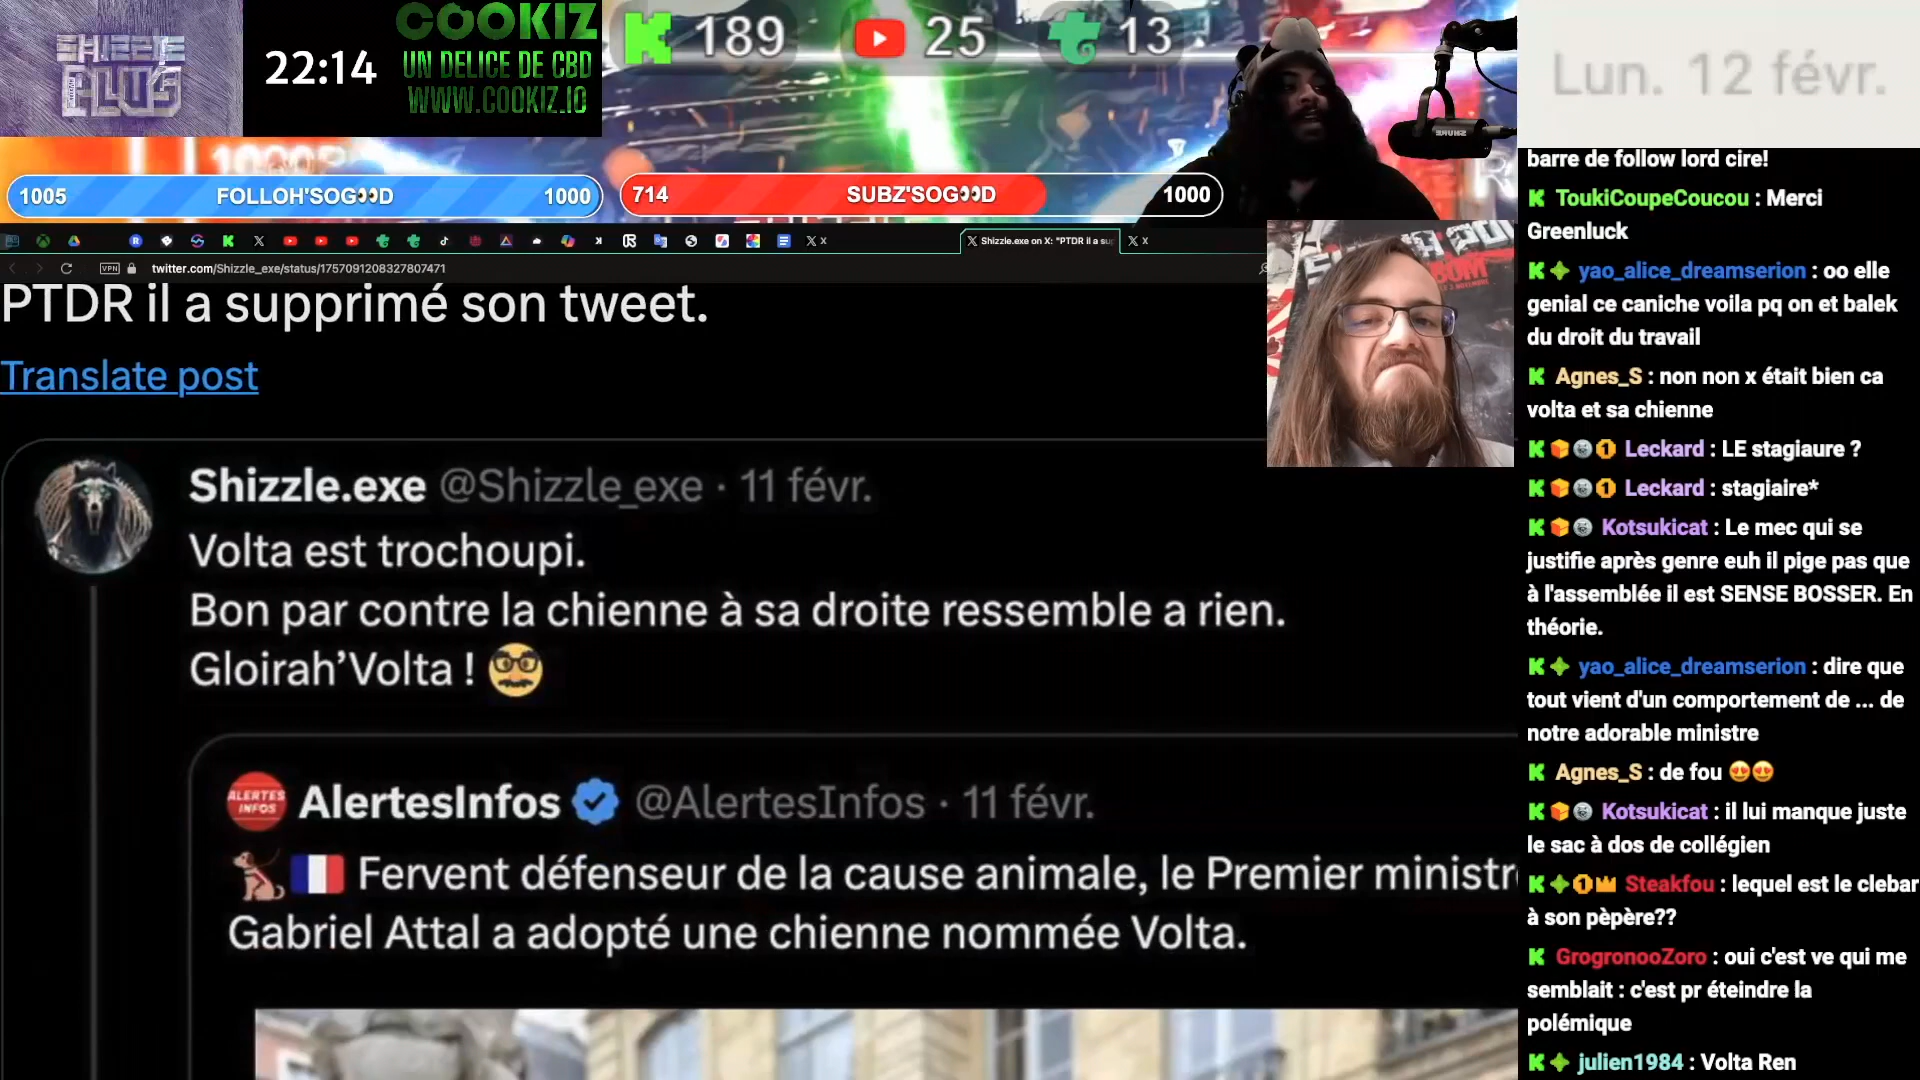 22:14
COOKIZ
UN DELICE DE CBD
WWW.COOKIZ.IO
189
25
13
Lun. 12 févr.
1005 FOLLOH'SOG👀D 1000
714 SUBZ'SOG👀D 1000
Shizzle.exe on X: "PTDR il a su
VPN twitter.com/Shizzle_exe/status/1757091208327807471
PTDR il a supprimé son tweet.
Translate post
Shizzle.exe @Shizzle_exe · 11 févr.
Volta est trochoupi.
Bon par contre la chienne à sa droite ressemble a rien.
Gloirah'Volta ! 🥸
ALERTES
INFOS
AlertesInfos @AlertesInfos · 11 févr.
🐕‍🦺🇫🇷 Fervent défenseur de la cause animale, le Premier ministr
Gabriel Attal a adopté une chienne nommée Volta.
barre de follow lord cire!
ToukiCoupeCoucou : Merci
Greenluck
yao_alice_dreamserion : oo elle
genial ce caniche voila pq on et balek
du droit du travail
Agnes_S : non non x était bien ca
volta et sa chienne
Leckard : LE stagiaure ?
Leckard : stagiaire*
Kotsukicat : Le mec qui se
justifie après genre euh il pige pas que
à l'assemblée il est SENSE BOSSER. En
théorie.
yao_alice_dreamserion : dire que
tout vient d'un comportement de ... de
notre adorable ministre
Agnes_S : de fou 😍😍
Kotsukicat : il lui manque juste
le sac à dos de collégien
Steakfou : lequel est le clebar
à son pèpère??
GrogronooZoro : oui c'est ve qui me
semblait : c'est pr éteindre la
polémique
julien1984 : Volta Ren